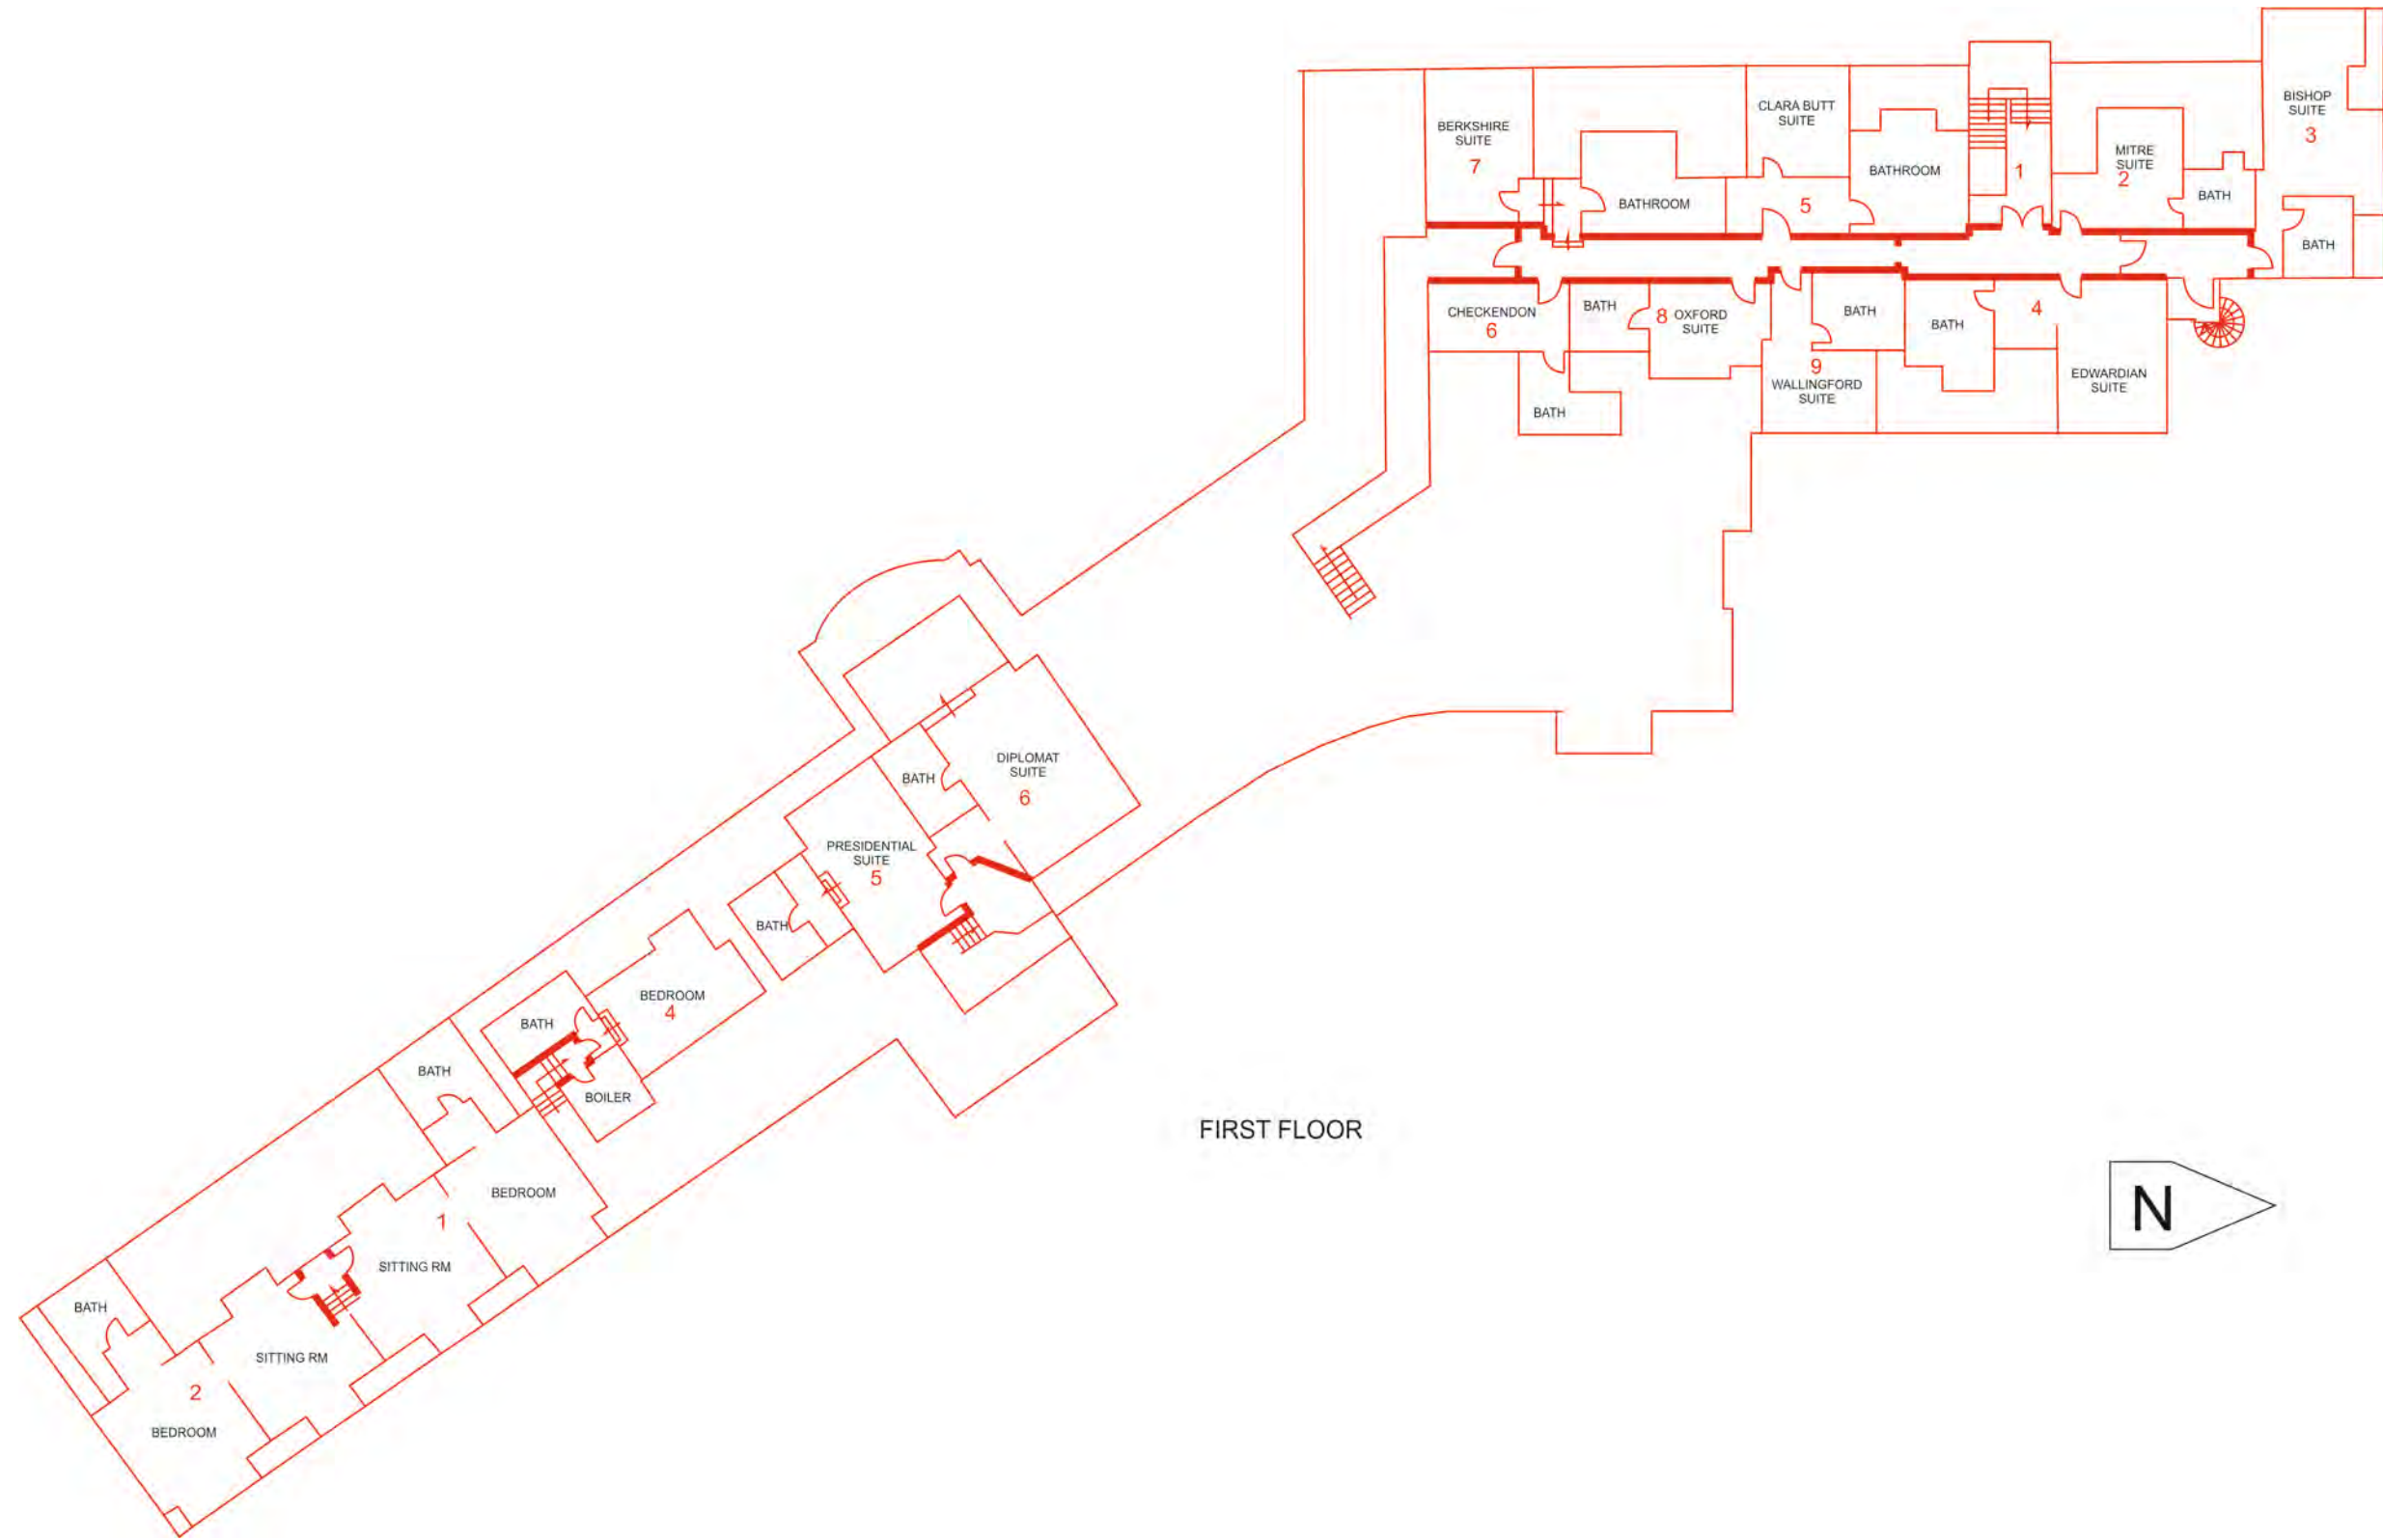 BERKSHIRE
SUITE
7
BATHROOM
CLARA BUTT
SUITE
5
BATHROOM
1
MITRE
SUITE
2
BATH
BISHOP
SUITE
3
BATH
CHECKENDON
6
BATH
BATH
8
OXFORD
SUITE
9
WALLINGFORD
SUITE
BATH
BATH
4
EDWARDIAN
SUITE
DIPLOMAT
SUITE
6
BATH
PRESIDENTIAL
SUITE
5
BATH
BEDROOM
4
BATH
BOILER
BATH
BEDROOM
1
SITTING RM
BATH
SITTING RM
2
BEDROOM
FIRST FLOOR
N